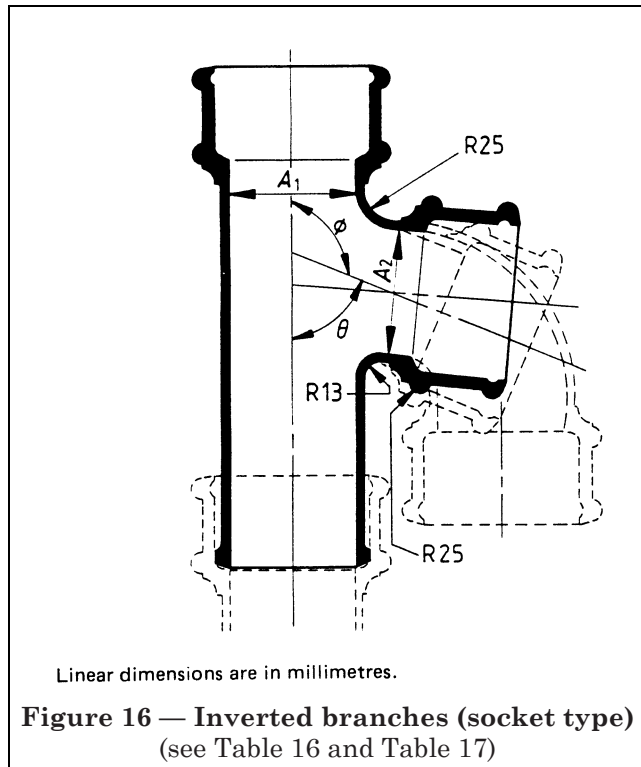 R25
A₁
ø
A₂
θ
R13
R25
Linear dimensions are in millimetres.
Figure 16 — Inverted branches (socket type)
(see Table 16 and Table 17)